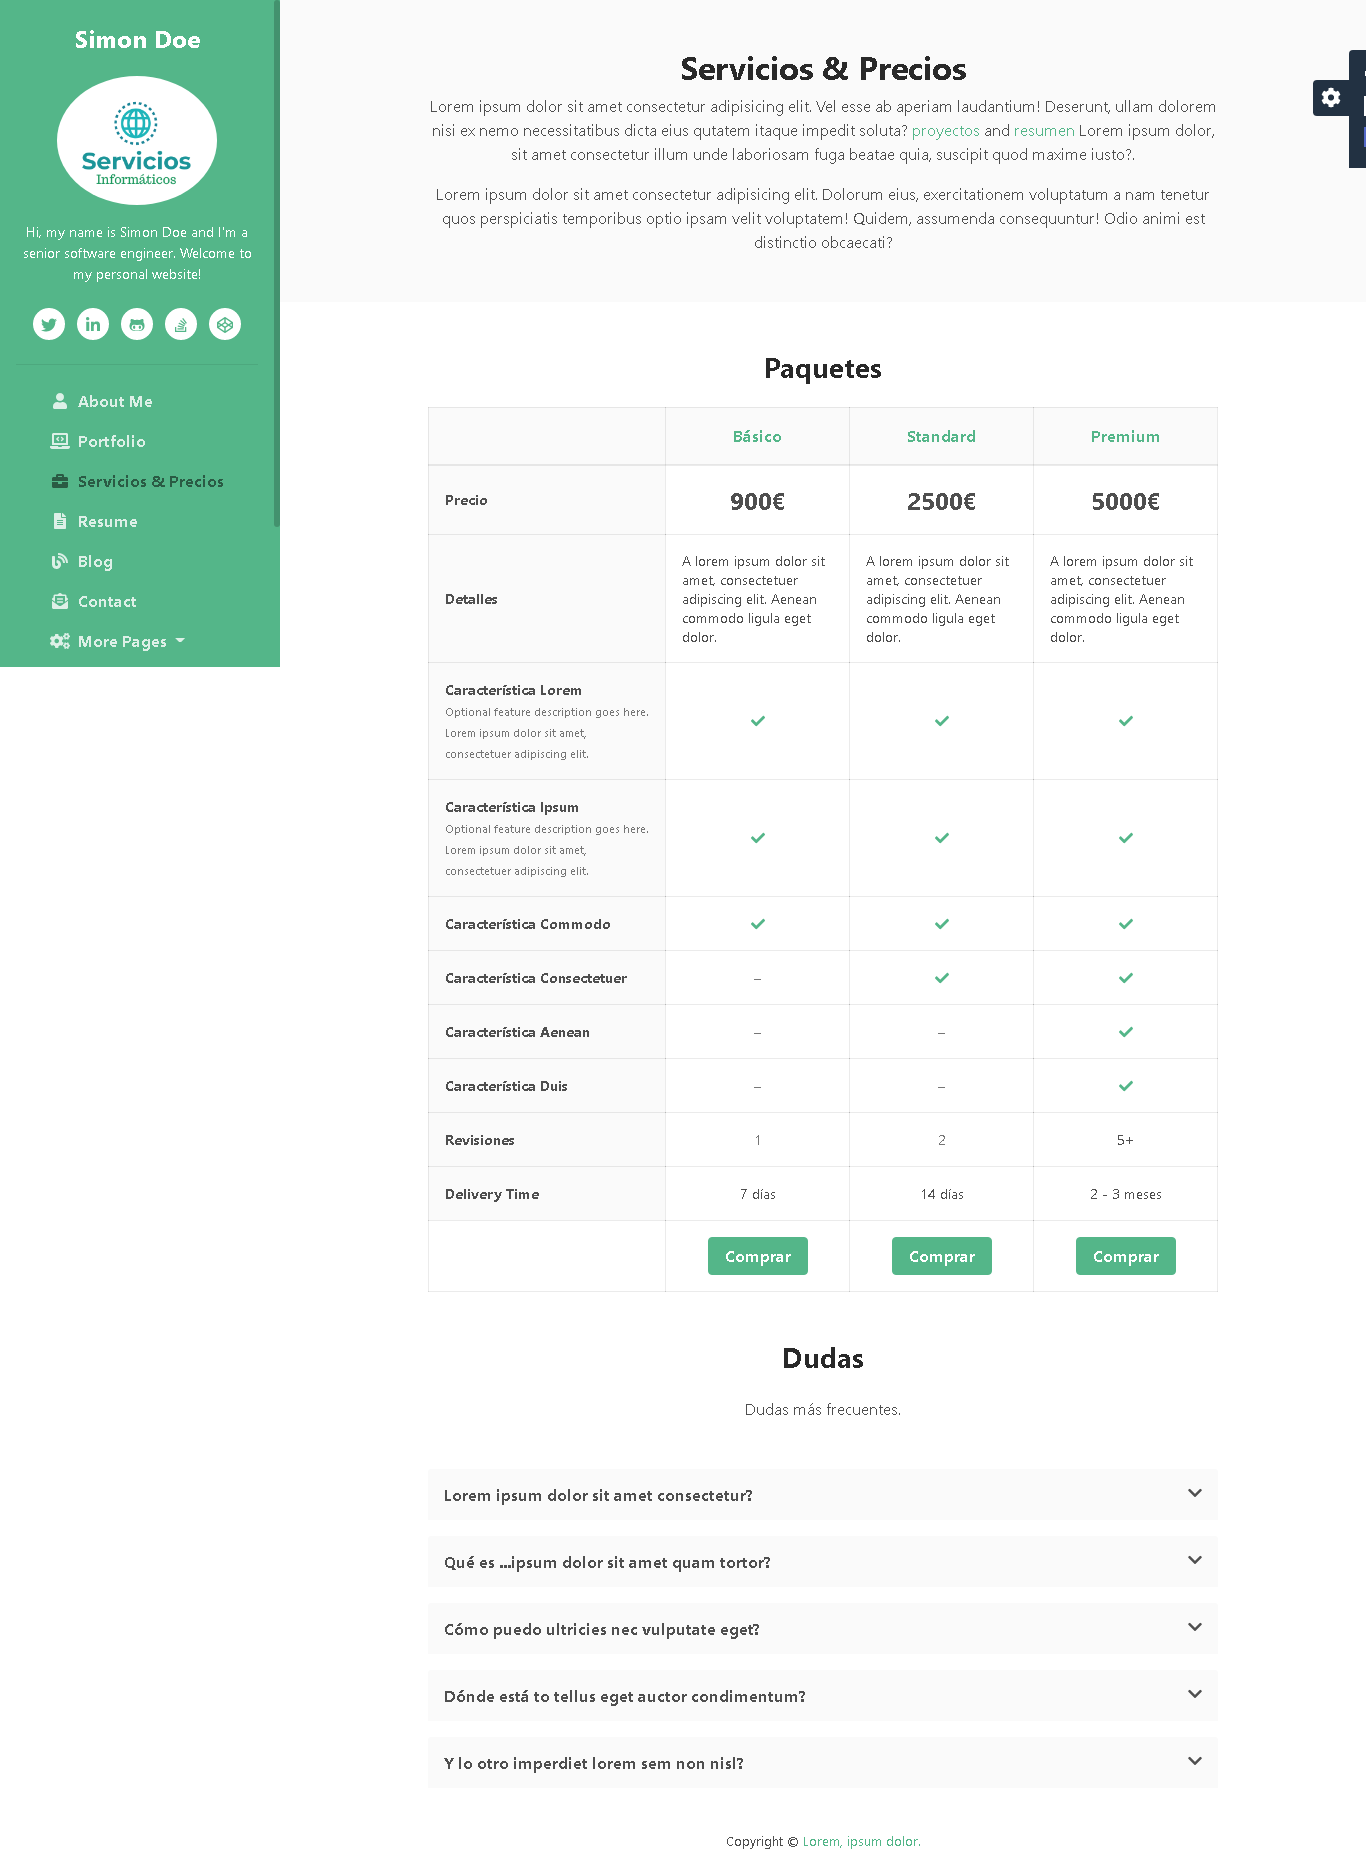 Simon Doe
Servicios
Informáticos
Hi, my name is Simon Doe and I'm a
senior software engineer. Welcome to
my personal website!
About Me
Portfolio
Servicios & Precios
Resume
Blog
Contact
More Pages
Servicios & Precios
Lorem ipsum dolor sit amet consectetur adipisicing elit. Vel esse ab aperiam laudantium! Deserunt, ullam dolorem
nisi ex nemo necessitatibus dicta eius qutatem itaque impedit soluta? proyectos and resumen Lorem ipsum dolor,
sit amet consectetur illum unde laboriosam fuga beatae quia, suscipit quod maxime iusto?.
Lorem ipsum dolor sit amet consectetur adipisicing elit. Dolorum eius, exercitationem voluptatum a nam tenetur
quos perspiciatis temporibus optio ipsam velit voluptatem! Quidem, assumenda consequuntur! Odio animi est
distinctio obcaecati?
Paquetes
Básico Standard Premium
Precio 900€ 2500€ 5000€
Detalles
A lorem ipsum dolor sit
amet, consectetuer
adipiscing elit. Aenean
commodo ligula eget
dolor.
A lorem ipsum dolor sit
amet, consectetuer
adipiscing elit. Aenean
commodo ligula eget
dolor.
A lorem ipsum dolor sit
amet, consectetuer
adipiscing elit. Aenean
commodo ligula eget
dolor.
Característica Lorem
Optional feature description goes here.
Lorem ipsum dolor sit amet,
consectetuer adipiscing elit.
Característica Ipsum
Optional feature description goes here.
Lorem ipsum dolor sit amet,
consectetuer adipiscing elit.
Característica Commodo
Característica Consectetuer –
Característica Aenean – –
Característica Duis – –
Revisiones 1 2 5+
Delivery Time 7 días 14 días 2 - 3 meses
Comprar Comprar Comprar
Dudas
Dudas más frecuentes.
Lorem ipsum dolor sit amet consectetur?
Qué es ...ipsum dolor sit amet quam tortor?
Cómo puedo ultricies nec vulputate eget?
Dónde está to tellus eget auctor condimentum?
Y lo otro imperdiet lorem sem non nisl?
Copyright © Lorem, ipsum dolor.